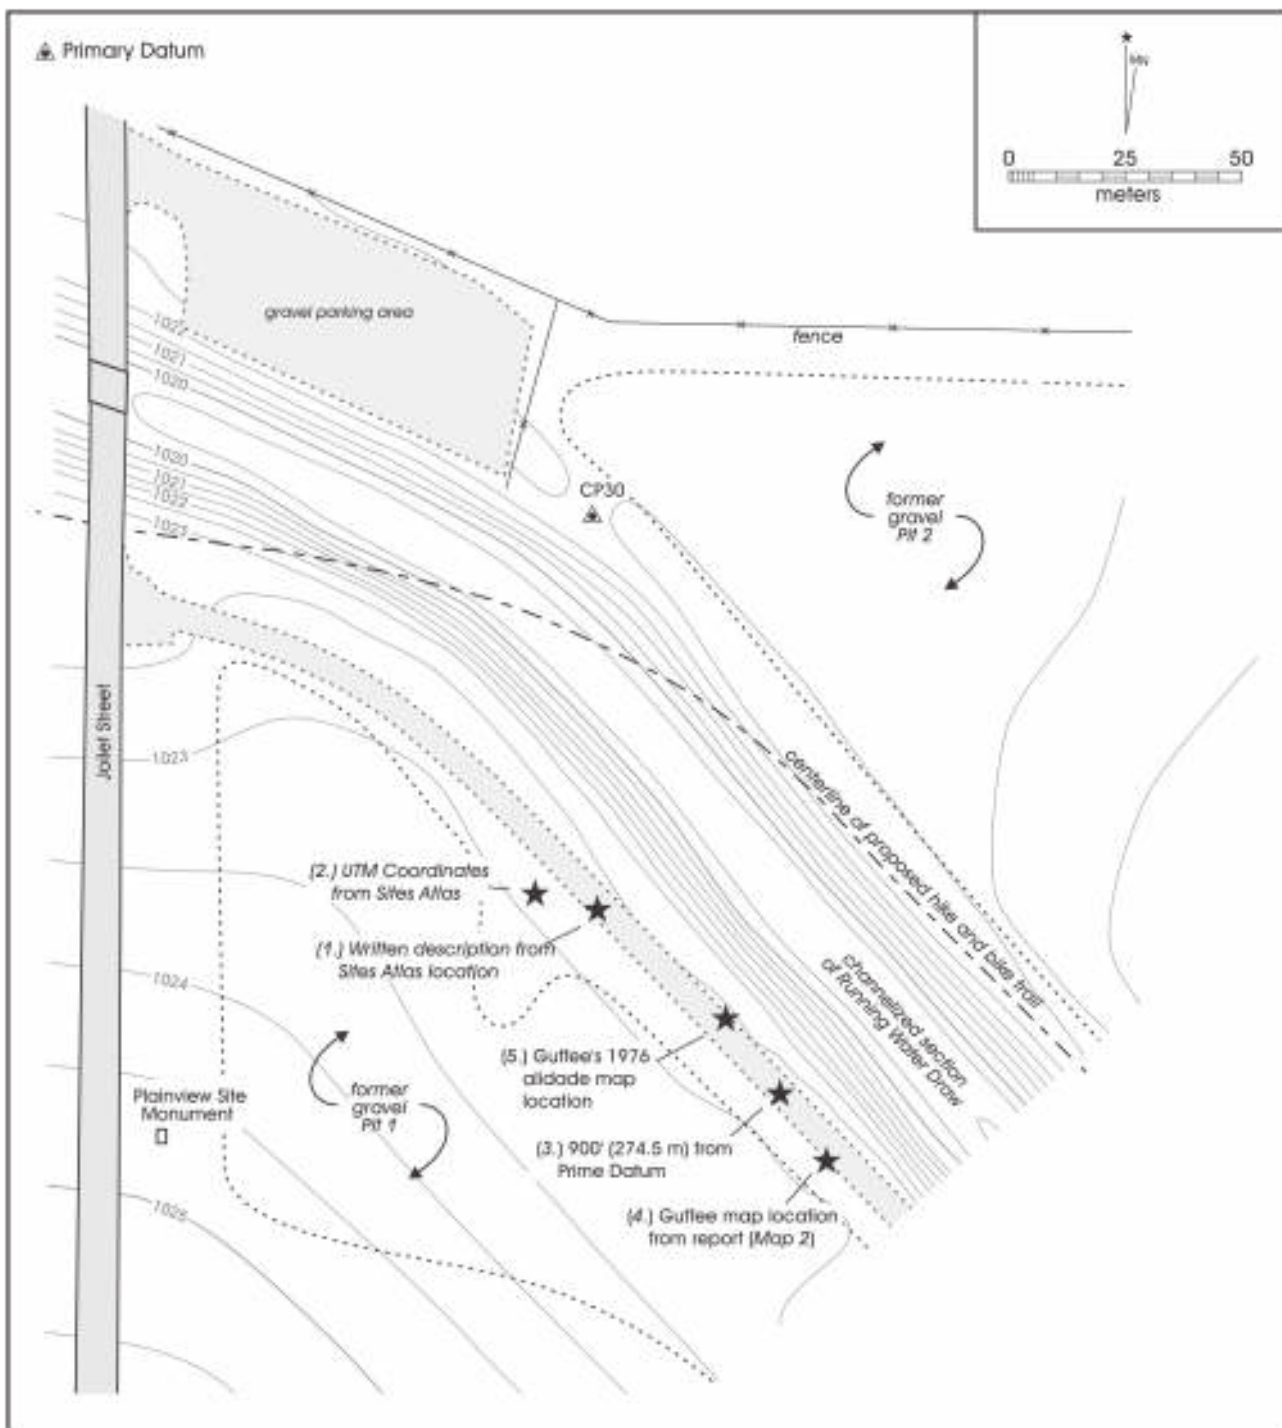 Primary Datum
MN
0 25 50
meters
gravel parking area
fence
1022
1021
1020
CP30
former
gravel
Pit 2
1020
1021
1022
1021
Joliet Street
1023
centerline of proposed hike and bike trail
(2.) UTM Coordinates
from Sites Atlas
(1.) Written description from
Sites Atlas location
channelized section
of Running Water Draw
1024
(5.) Guffee's 1976
alidade map
location
Plainview Site
Monument
former
gravel
Pit 1
(3.) 900' (274.5 m) from
Prime Datum
(4.) Guffee map location
from report (Map 2)
1025